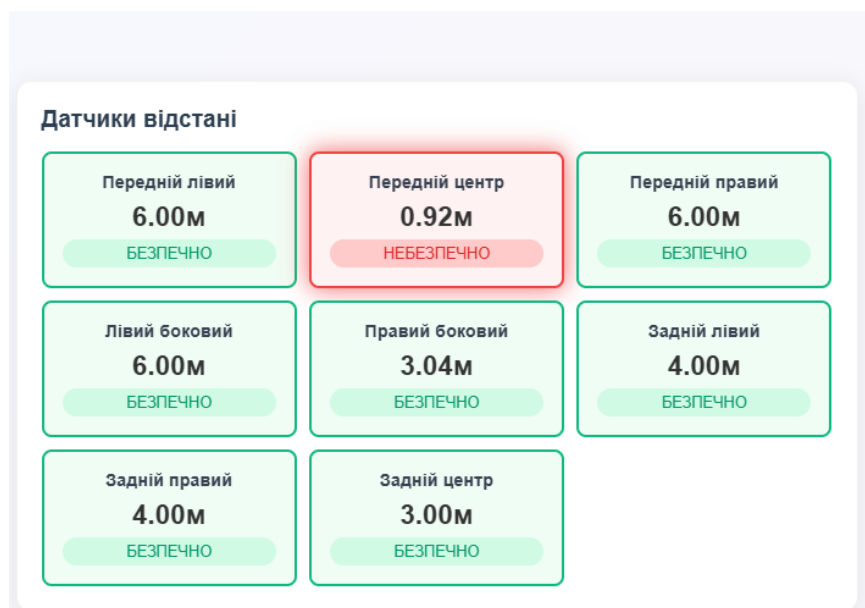 Датчики відстані
Передній лівий
6.00м
БЕЗПЕЧНО
Передній центр
0.92м
НЕБЕЗПЕЧНО
Передній правий
6.00м
БЕЗПЕЧНО
Лівий боковий
6.00м
БЕЗПЕЧНО
Правий боковий
3.04м
БЕЗПЕЧНО
Задній лівий
4.00м
БЕЗПЕЧНО
Задній правий
4.00м
БЕЗПЕЧНО
Задній центр
3.00м
БЕЗПЕЧНО